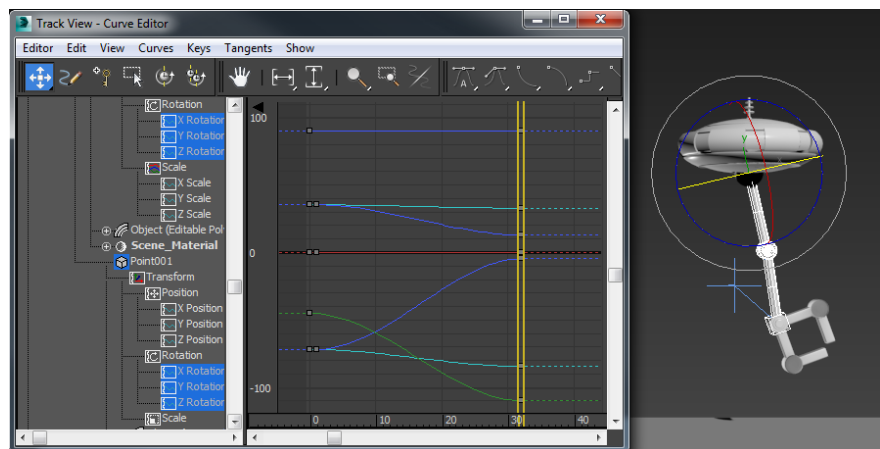 Track View - Curve Editor
Editor Edit View Curves Keys Tangents Show
Rotation
X Rotation
Y Rotation
Z Rotation
Scale
X Scale
Y Scale
Z Scale
Object (Editable Pol
Scene_Material
Point001
Transform
Position
X Position
Y Position
Z Position
Rotation
X Rotation
Y Rotation
Z Rotation
Scale
100
0
-100
0 10 20 30 40
y